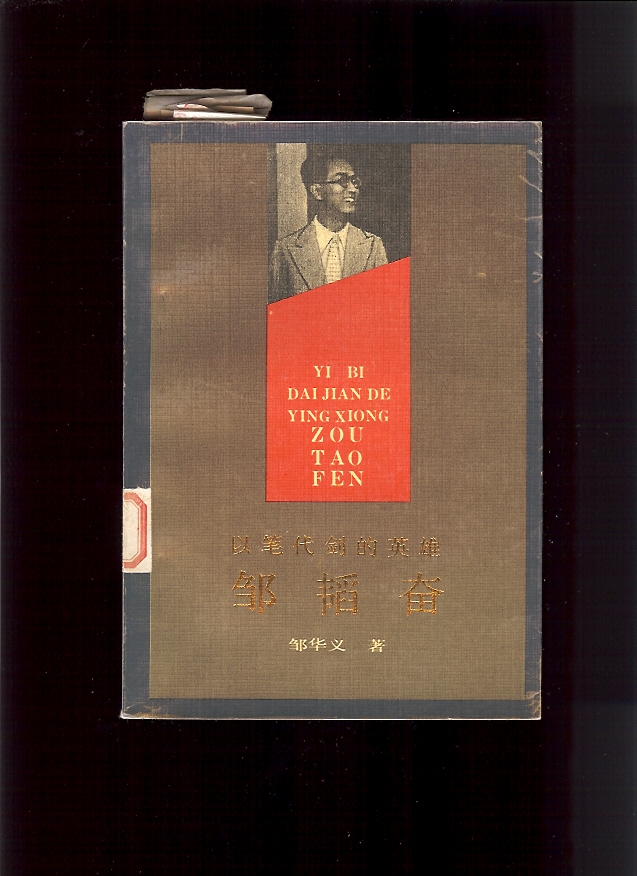 YI BI
DAI JIAN DE
YING XIONG
ZOU
TAO
FEN
以笔代剑的英雄
邹韬奋
邹华义 著